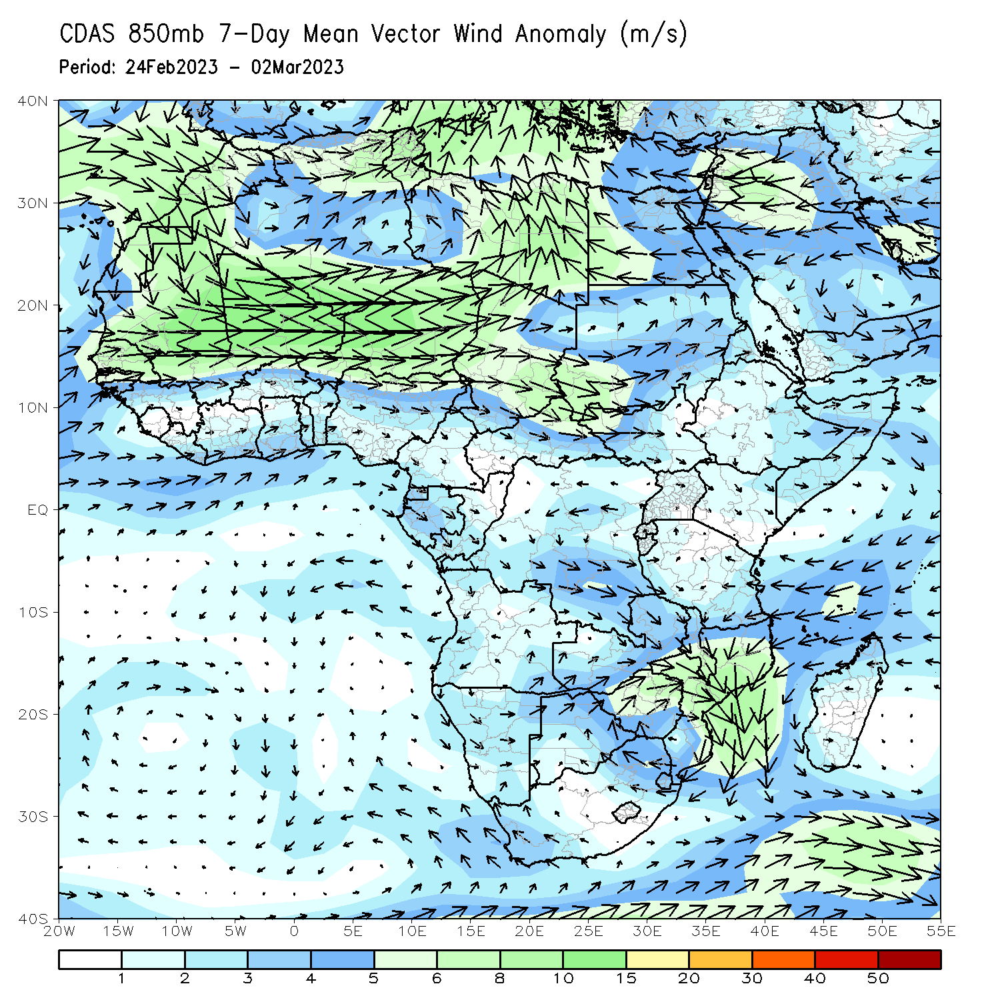 CDAS 850mb 7-Day Mean Vector Wind Anomaly (m/s)
Period: 24Feb2023 - 02Mar2023
40N
30N
20N
10N
EQ
10S
20S
30S
40S
20W 15W 10W 5W 0 5E 10E 15E 20E 25E 30E 35E 40E 45E 50E 55E
1 2 3 4 5 6 8 10 15 20 30 40 50